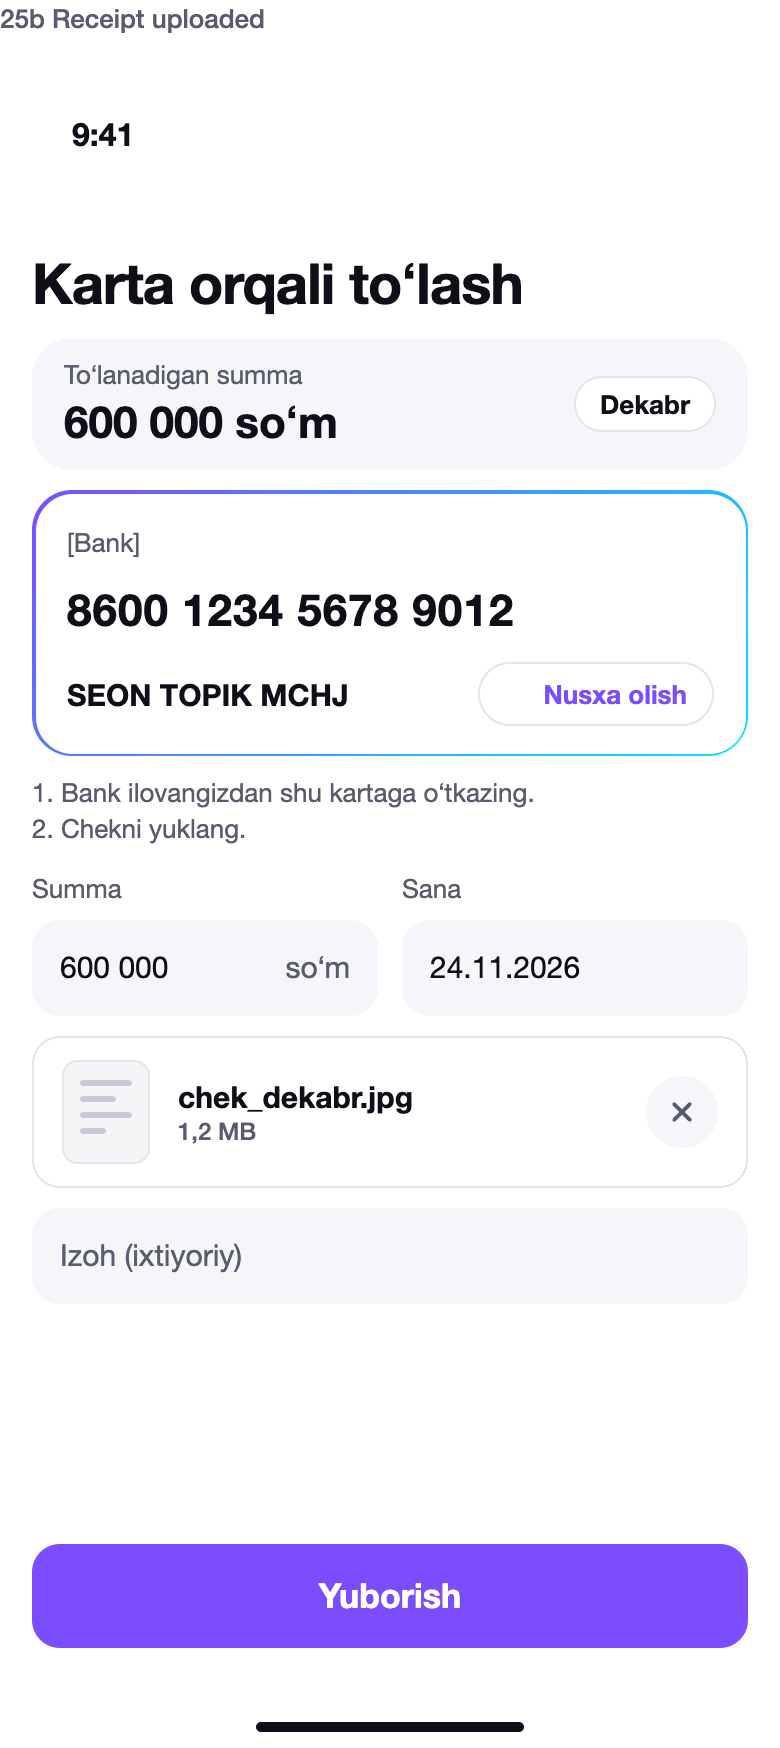 25b Receipt uploaded
9:41
Karta orqali to‘lash
To‘lanadigan summa
600 000 so‘m
Dekabr
[Bank]
8600 1234 5678 9012
SEON TOPIK MCHJ
Nusxa olish
1. Bank ilovangizdan shu kartaga o‘tkazing.
2. Chekni yuklang.
Summa
Sana
600 000 so‘m
24.11.2026
chek_dekabr.jpg
1,2 MB
Izoh (ixtiyoriy)
Yuborish